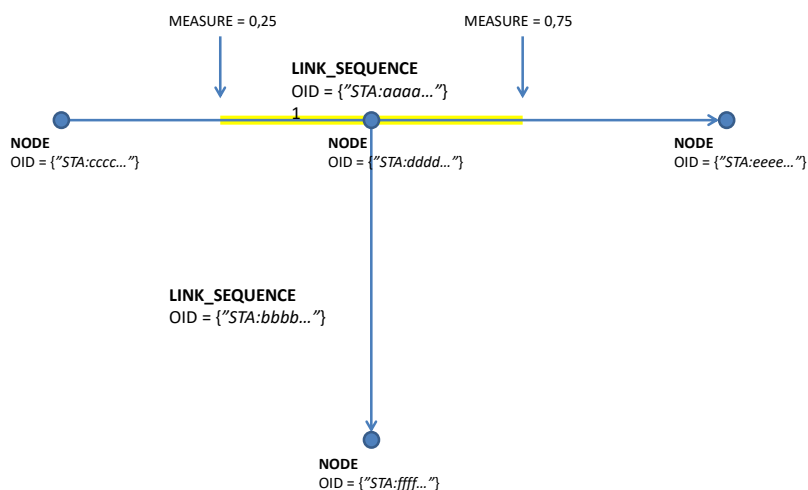 MEASURE = 0,25
MEASURE = 0,75
LINK_SEQUENCE
OID = {”STA:aaaa…”}
1
NODE
OID = {”STA:cccc…”}
NODE
OID = {”STA:dddd…”}
NODE
OID = {”STA:eeee…”}
LINK_SEQUENCE
OID = {”STA:bbbb…”}
NODE
OID = {”STA:ffff…”}